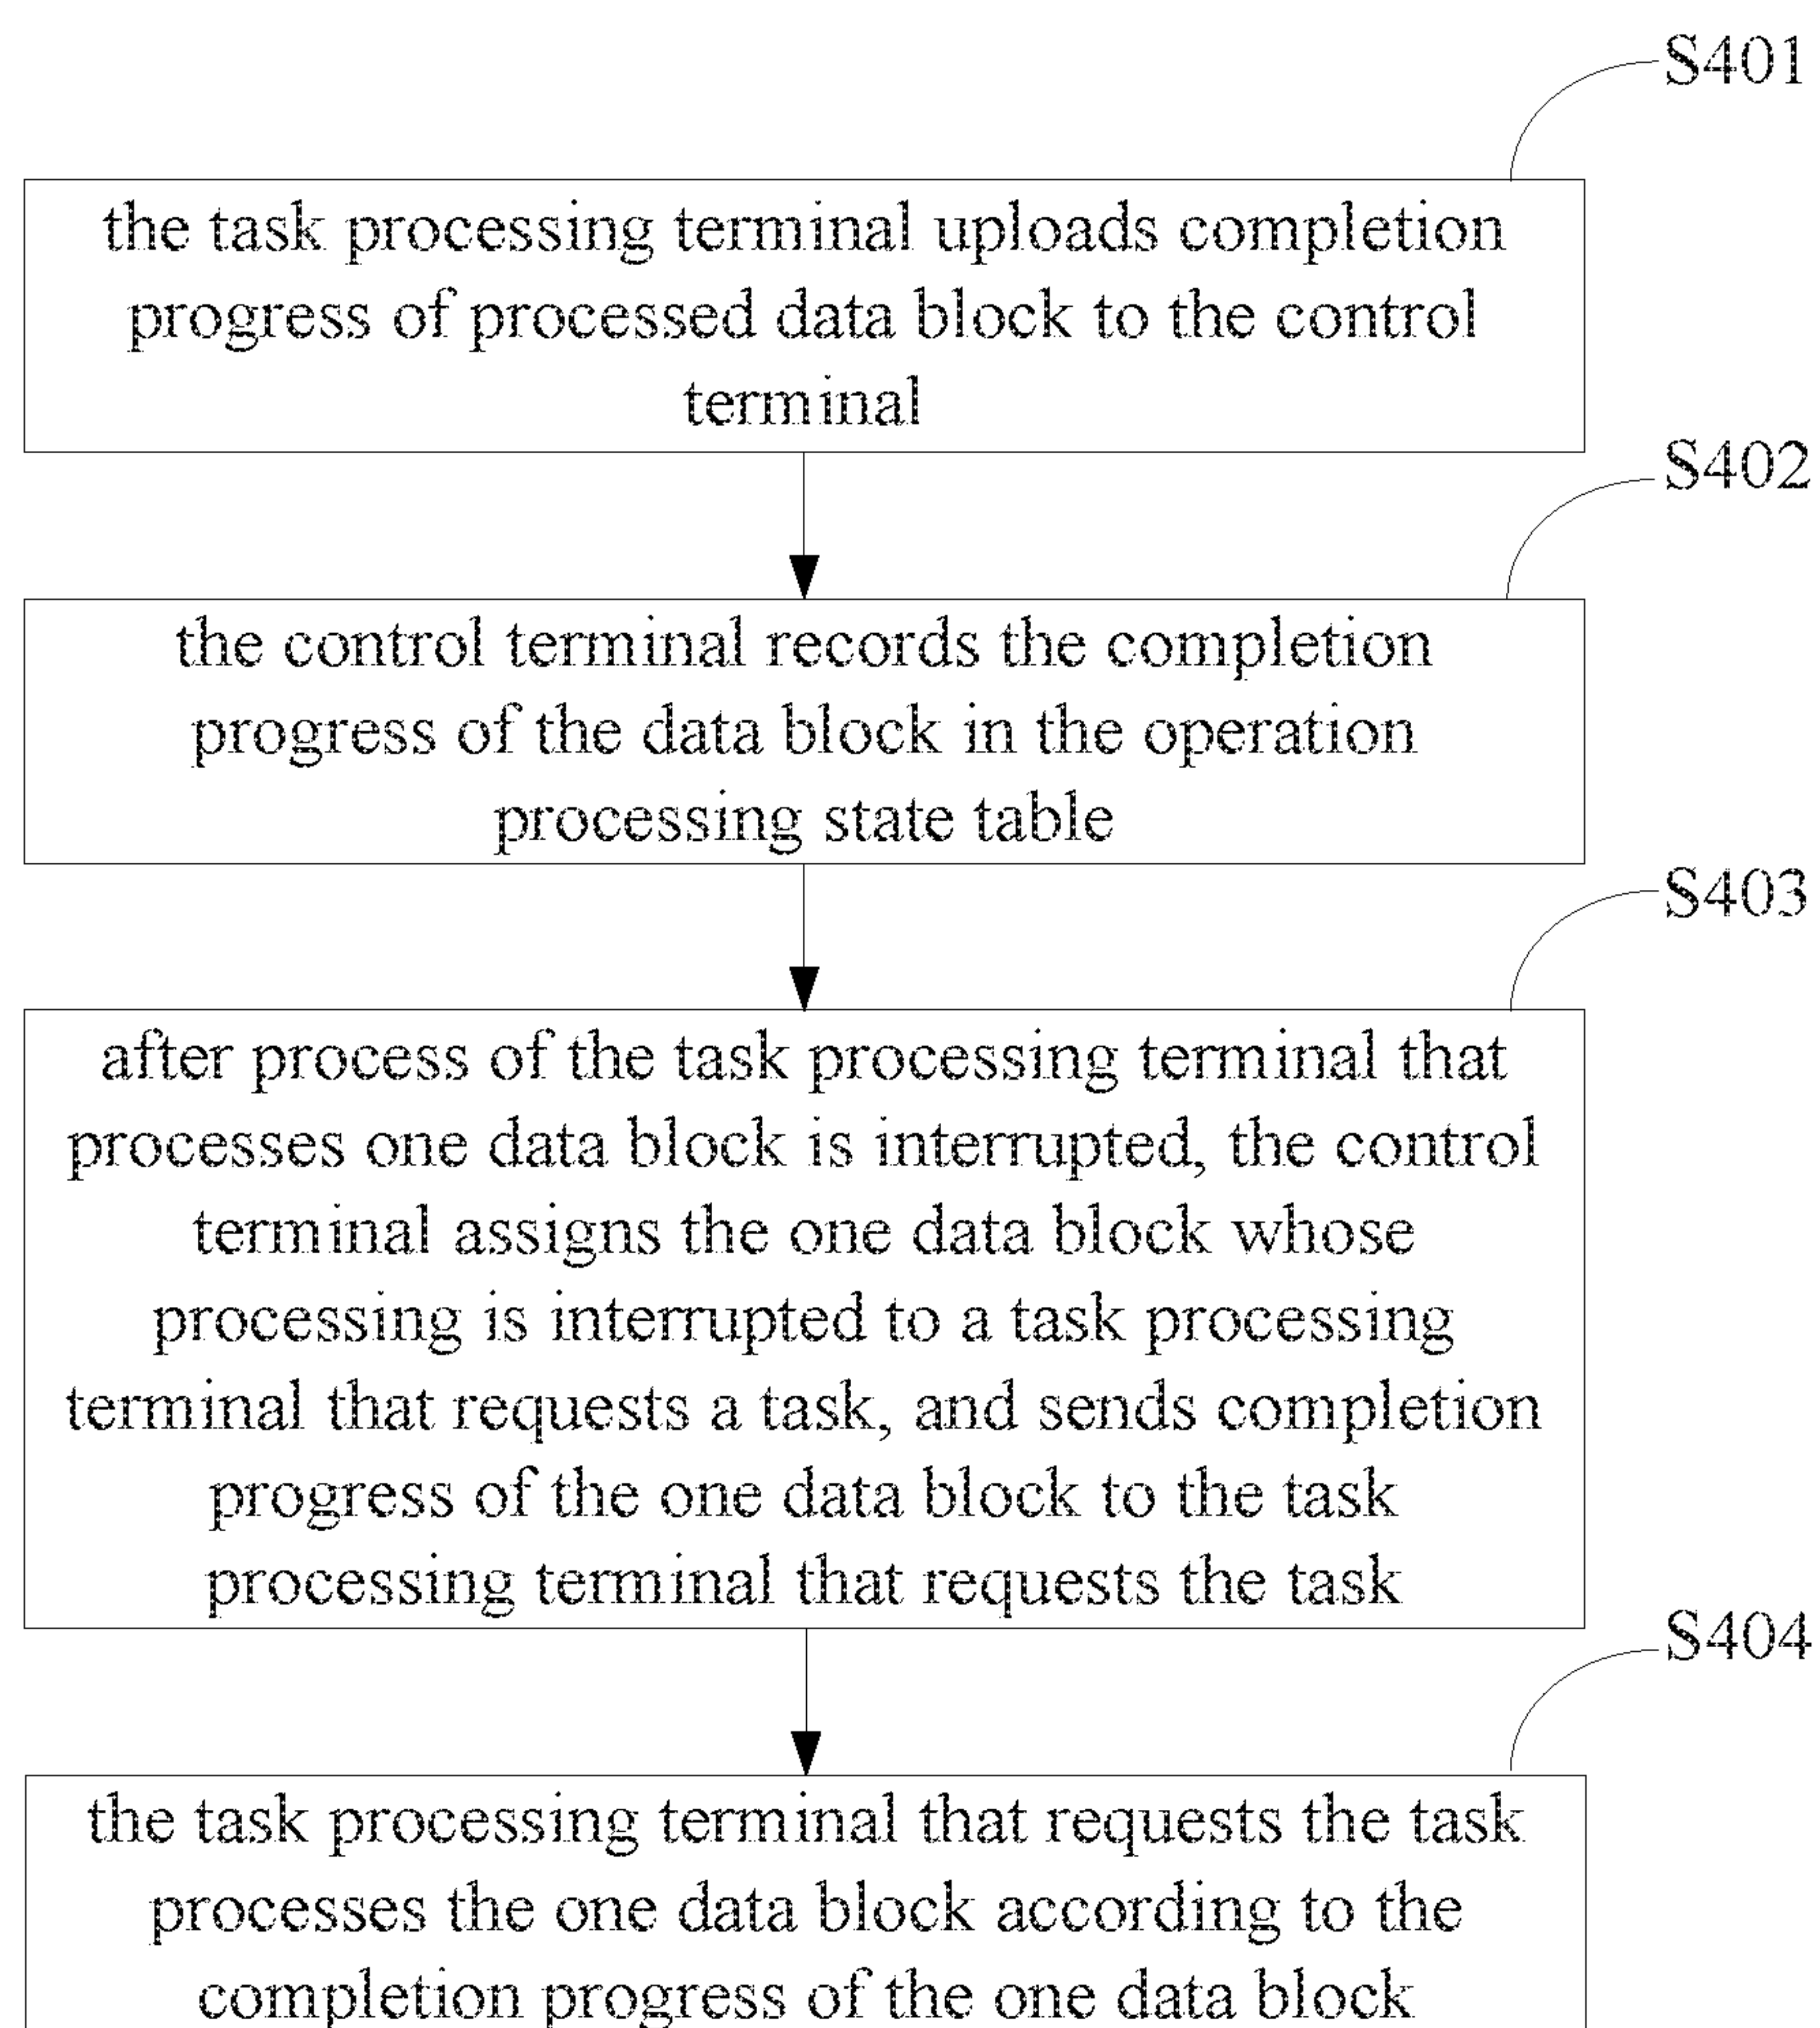 S401
the task processing terminal uploads completion
progress of processed data block to the control
terminal
S402
the control terminal records the completion
progress of the data block in the operation
processing state table
S403
after process of the task processing terminal that
processes one data block is interrupted, the control
terminal assigns the one data block whose
processing is interrupted to a task processing
terminal that requests a task, and sends completion
progress of the one data block to the task
processing terminal that requests the task
S404
the task processing terminal that requests the task
processes the one data block according to the
completion progress of the one data block